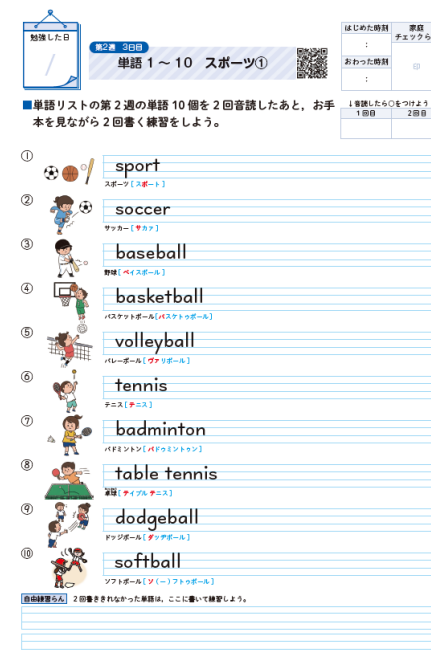 勉強した日
/
第2週 3日目
単語 1 〜 10 スポーツ①
はじめた時刻
:
おわった時刻
:
家庭
チェックら
印
■単語リストの第2週の単語10個を2回音読したあと，お手
本を見ながら2回書く練習をしよう。
↓音読したら○をつけよう
1回目 2回目
① sport
スポーツ [ スポート ]
② soccer
サッカー [ サカァ ]
③ baseball
野球 [ ベイスボール ]
④ basketball
バスケットボール [ バスケトゥボール ]
⑤ volleyball
バレーボール [ ヴァリボール ]
⑥ tennis
テニス [ テニス ]
⑦ badminton
バドミントン [ バドゥミントゥン ]
⑧ table tennis
卓球 [ テイブル テニス ]
⑨ dodgeball
ドッジボール [ ダッヂボール ]
⑩ softball
ソフトボール [ ソ（ー）フトゥボール ]
自由練習らん 2回書ききれなかった単語は，ここに書いて練習しよう。